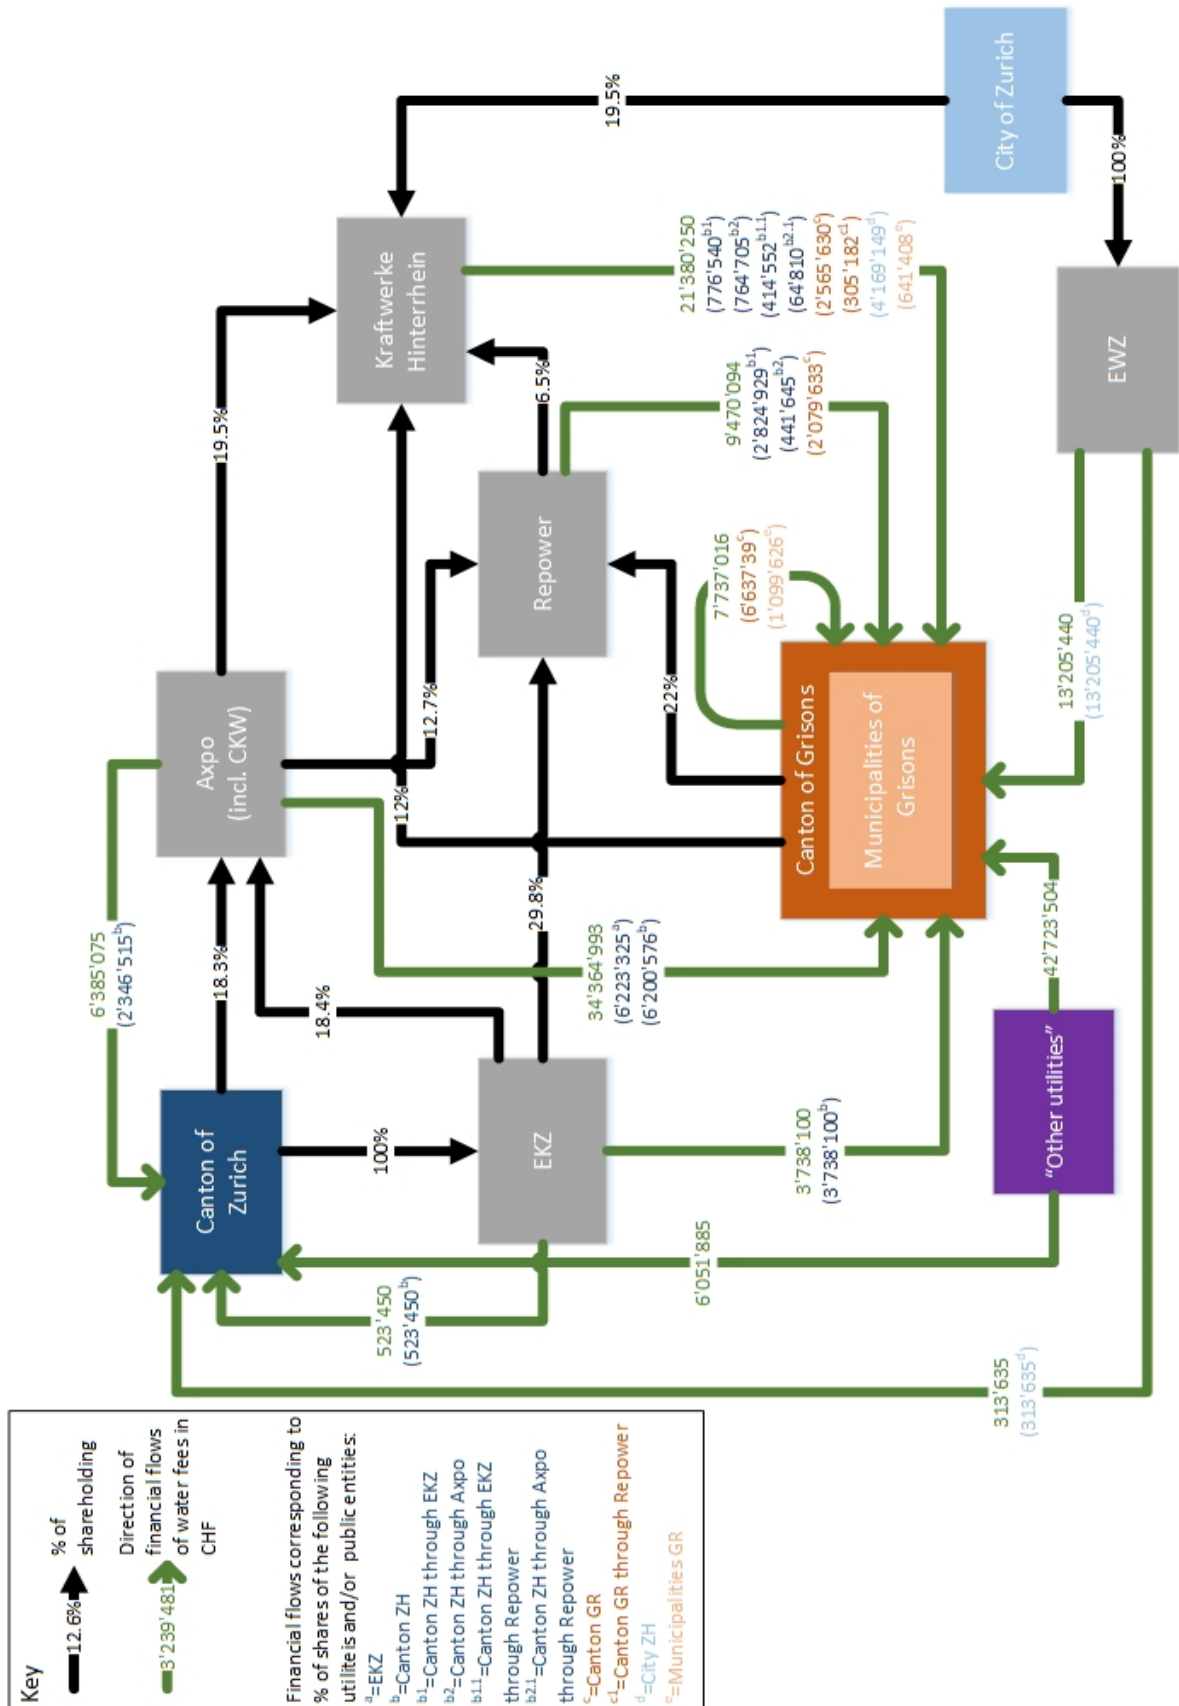 Key
12.6%
% of
shareholding
3'239'481
Direction of
financial flows
of water fees in
CHF
Financial flows corresponding to
% of shares of the following
utilite is and/or public entities:
a=EKZ
b=Canton ZH
b1=Canton ZH through EKZ
b2=Canton ZH through Axpo
b1.1=Canton ZH through EKZ
through Repower
b2.1=Canton ZH through Axpo
through Repower
c=Canton GR
c1=Canton GR through Repower
d=City ZH
e=Municipalities GR
6'385'075
(2'346'515b)
Canton of
Zurich
18.3%
Axpo
(incl. CKW)
19.5%
523'450
(523'450b)
100%
18.4%
12%
12.7%
Kraftwerke
Hinterrhein
19.5%
EKZ
29.8%
Repower
6.5%
34'364'993
(6'223'325a)
(6'200'576b)
22%
6'051'885
3'738'100
(3'738'100b)
7'737'016
(6'637'39c)
(1'099'626e)
9'470'094
(2'824'929b1)
(441'645b2)
(2'079'633c)
21'380'250
(776'540b1)
(764'705b2)
(414'552b1.1)
(64'810b2.1)
(2'565'630c)
(305'182c1)
(4'169'149d)
(641'408e)
Canton of Grisons
Municipalities of
Grisons
City of Zurich
313'635
(313'635d)
"Other utilities"
42'723'504
13'205'440
(13'205'440d)
EWZ
100%